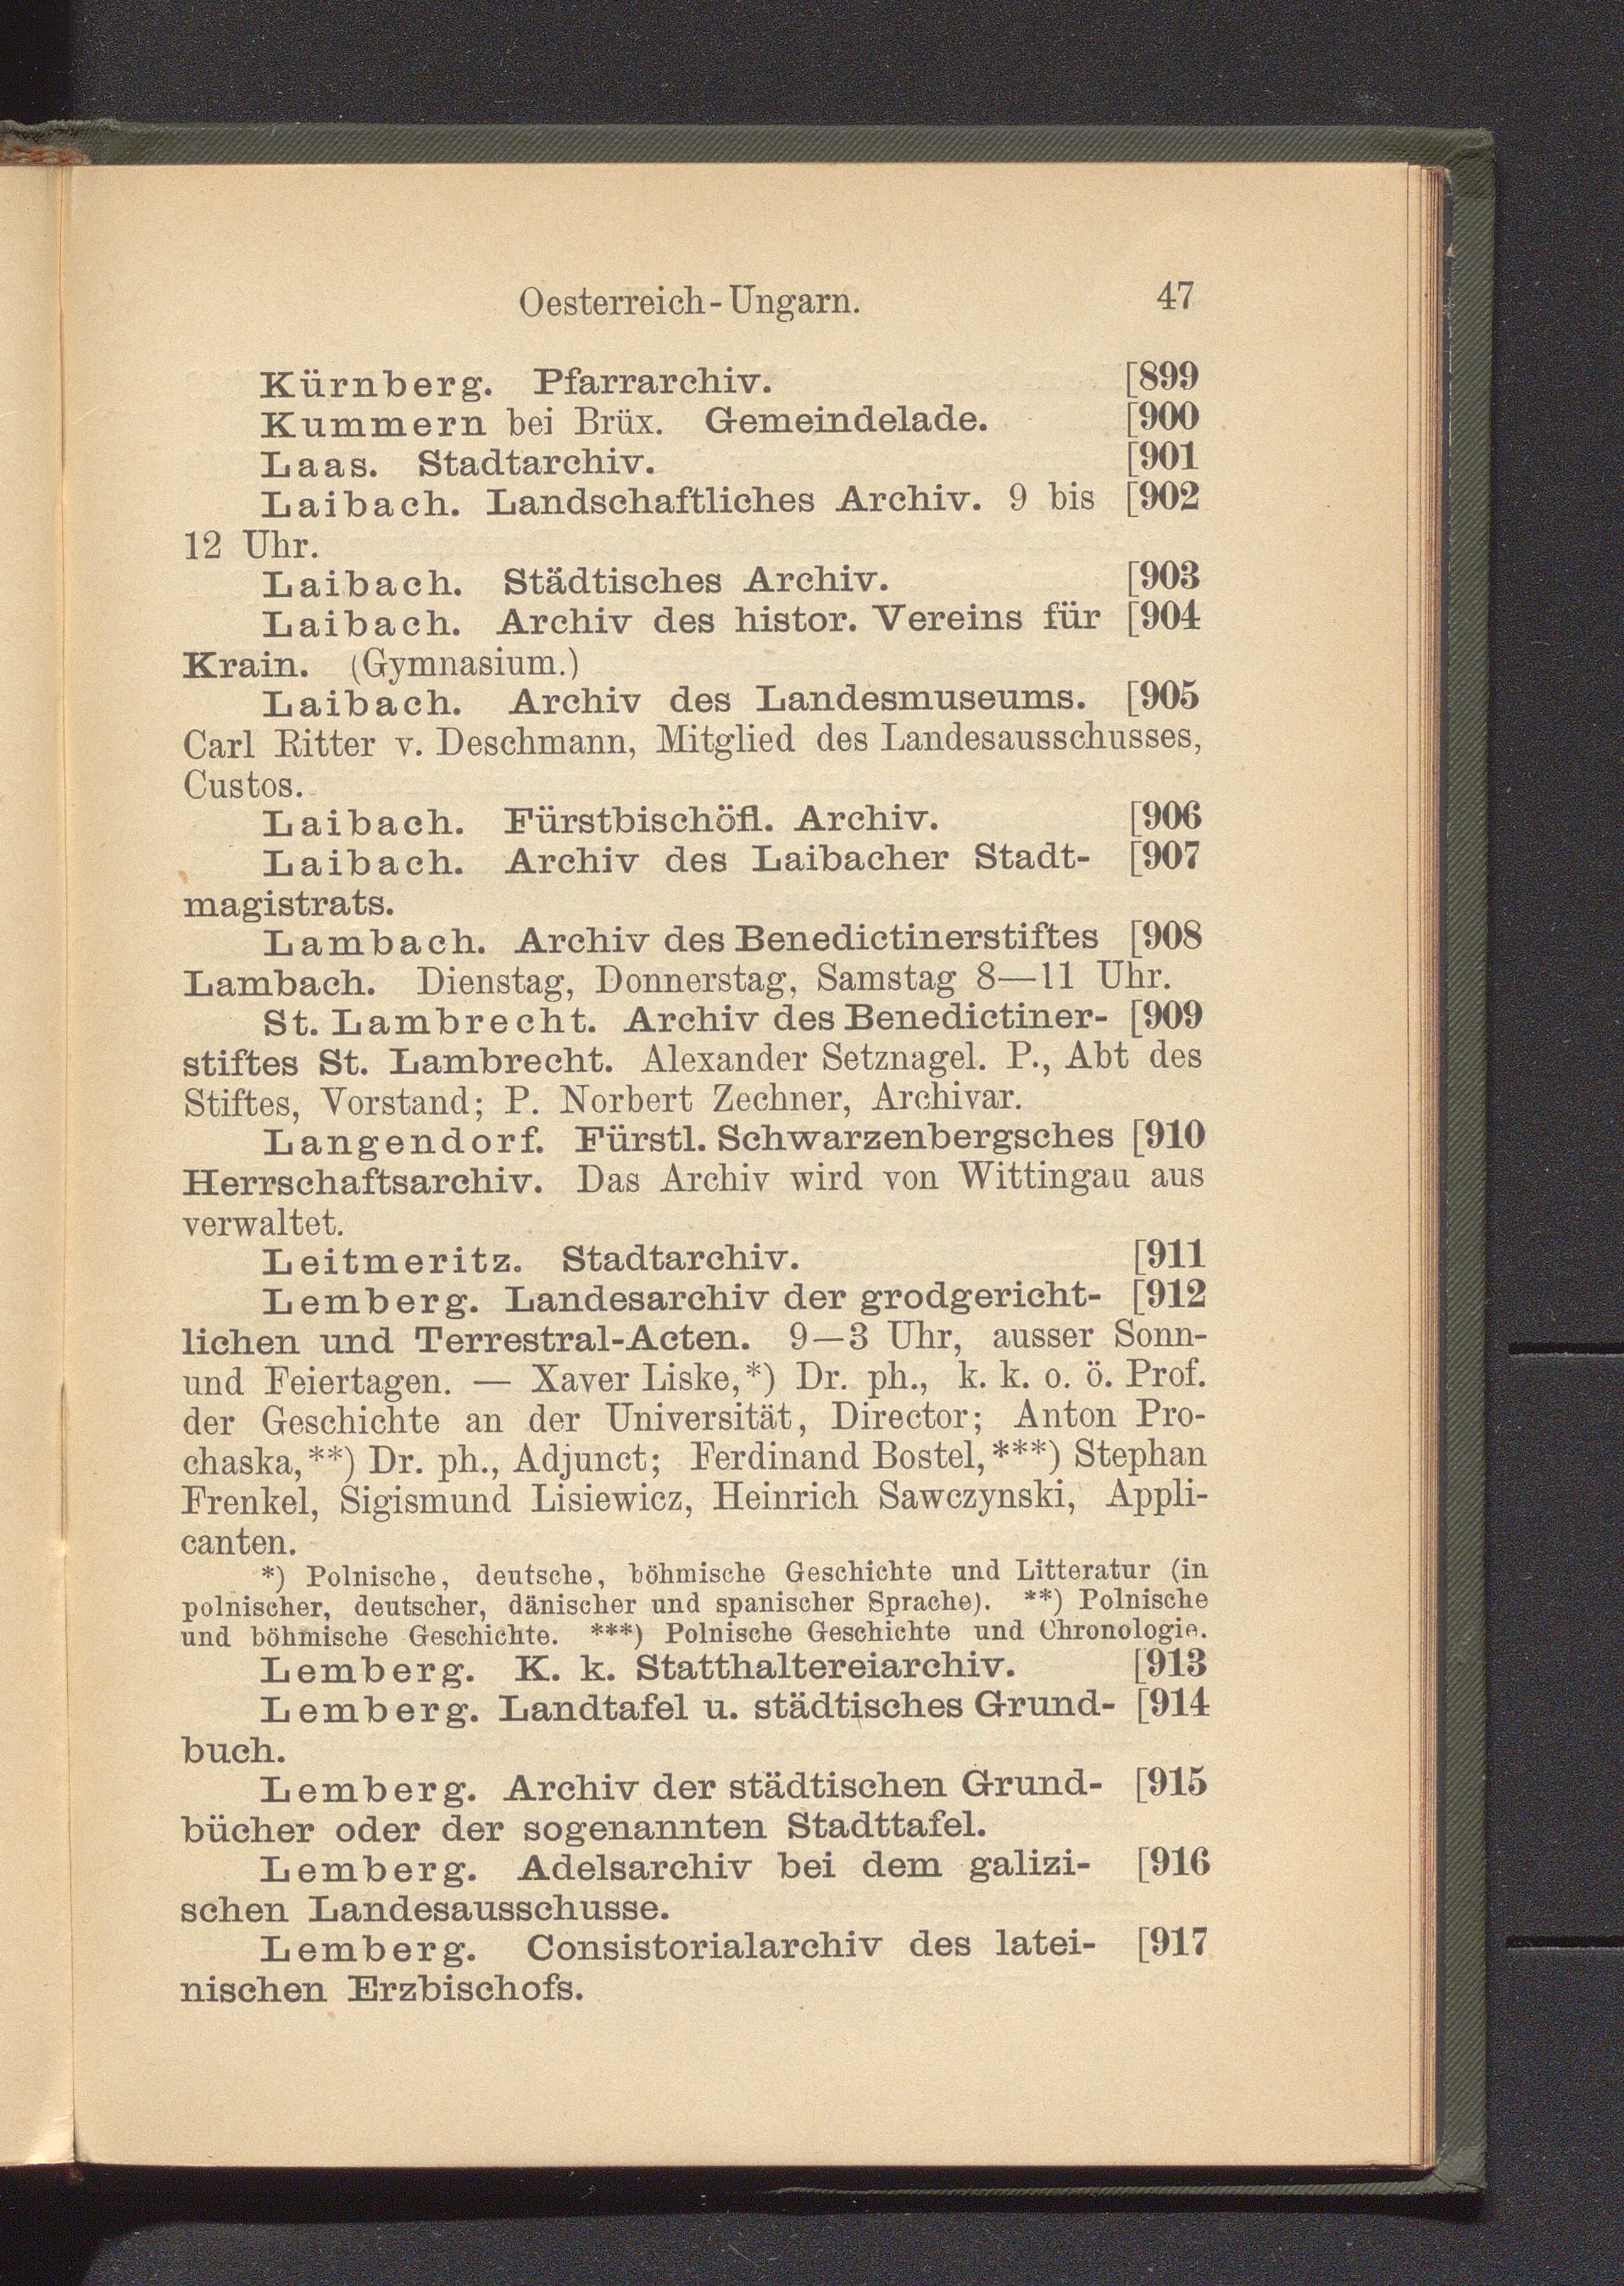 Oesterreich-Ungarn. 47
Kürnberg. Pfarrarchiv. [899
Kummern bei Brüx. Gemeindelade. [900
Laas. Stadtarchiv. [901
Laibach. Landschaftliches Archiv. 9 bis [902
12 Uhr.
Laibach. Städtisches Archiv. [903
Laibach. Archiv des histor. Vereins für [904
Krain. (Gymnasium.)
Laibach. Archiv des Landesmuseums. [905
Carl Ritter v. Deschmann, Mitglied des Landesausschusses,
Custos.
Laibach. Fürstbischöfl. Archiv. [906
Laibach. Archiv des Laibacher Stadt- [907
magistrats.
Lambach. Archiv des Benedictinerstiftes [908
Lambach. Dienstag, Donnerstag, Samstag 8—11 Uhr.
St. Lambrecht. Archiv des Benedictiner- [909
stiftes St. Lambrecht. Alexander Setznagel. P., Abt des
Stiftes, Vorstand; P. Norbert Zechner, Archivar.
Langendorf. Fürstl. Schwarzenbergsches [910
Herrschaftsarchiv. Das Archiv wird von Wittingau aus
verwaltet.
Leitmeritz. Stadtarchiv. [911
Lemberg. Landesarchiv der grodgericht- [912
lichen und Terrestral-Acten. 9—3 Uhr, ausser Sonn-
und Feiertagen. — Xaver Liske,*) Dr. ph., k. k. o. ö. Prof.
der Geschichte an der Universität, Director; Anton Pro-
chaska,**) Dr. ph., Adjunct; Ferdinand Bostel,***) Stephan
Frenkel, Sigismund Lisiewicz, Heinrich Sawczynski, Appli-
canten.
*) Polnische, deutsche, böhmische Geschichte und Litteratur (in
polnischer, deutscher, dänischer und spanischer Sprache). **) Polnische
und böhmische Geschichte. ***) Polnische Geschichte und Chronologie.
Lemberg. K. k. Statthaltereiarchiv. [913
Lemberg. Landtafel u. städtisches Grund- [914
buch.
Lemberg. Archiv der städtischen Grund- [915
bücher oder der sogenannten Stadttafel.
Lemberg. Adelsarchiv bei dem galizi- [916
schen Landesausschusse.
Lemberg. Consistorialarchiv des latei- [917
nischen Erzbischofs.